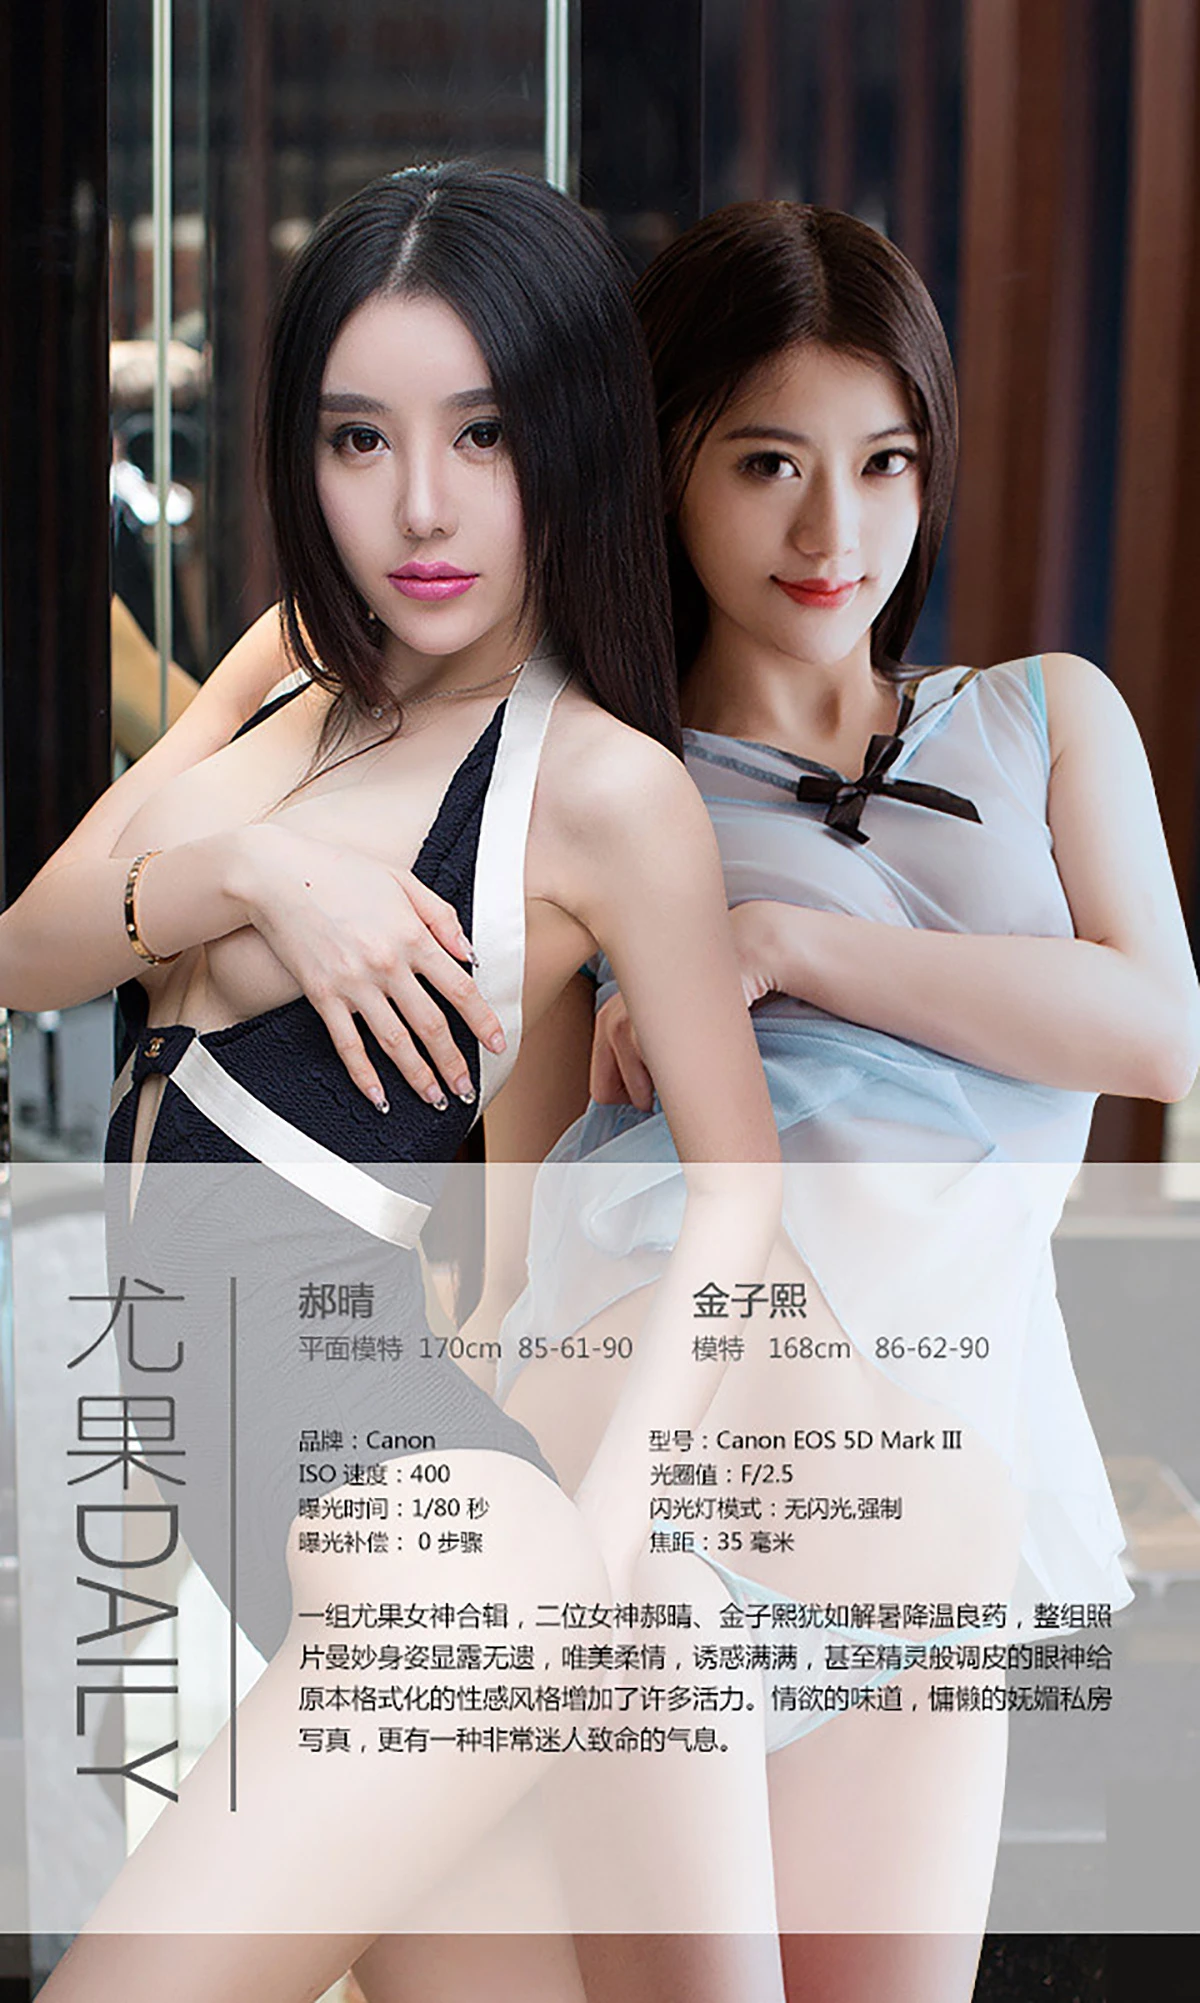 尤果DAILY
郝晴
平面模特 170cm 85-61-90
金子熙
模特 168cm 86-62-90
品牌：Canon
ISO 速度：400
曝光时间：1/80 秒
曝光补偿： 0 步骤
型号：Canon EOS 5D Mark III
光圈值：F/2.5
闪光灯模式：无闪光,强制
焦距：35 毫米
一组尤果女神合辑，二位女神郝晴、金子熙犹如解暑降温良药，整组照
片曼妙身姿显露无遗，唯美柔情，诱惑满满，甚至精灵般调皮的眼神给
原本格式化的性感风格增加了许多活力。情欲的味道，慵懒的妩媚私房
写真，更有一种非常迷人致命的气息。